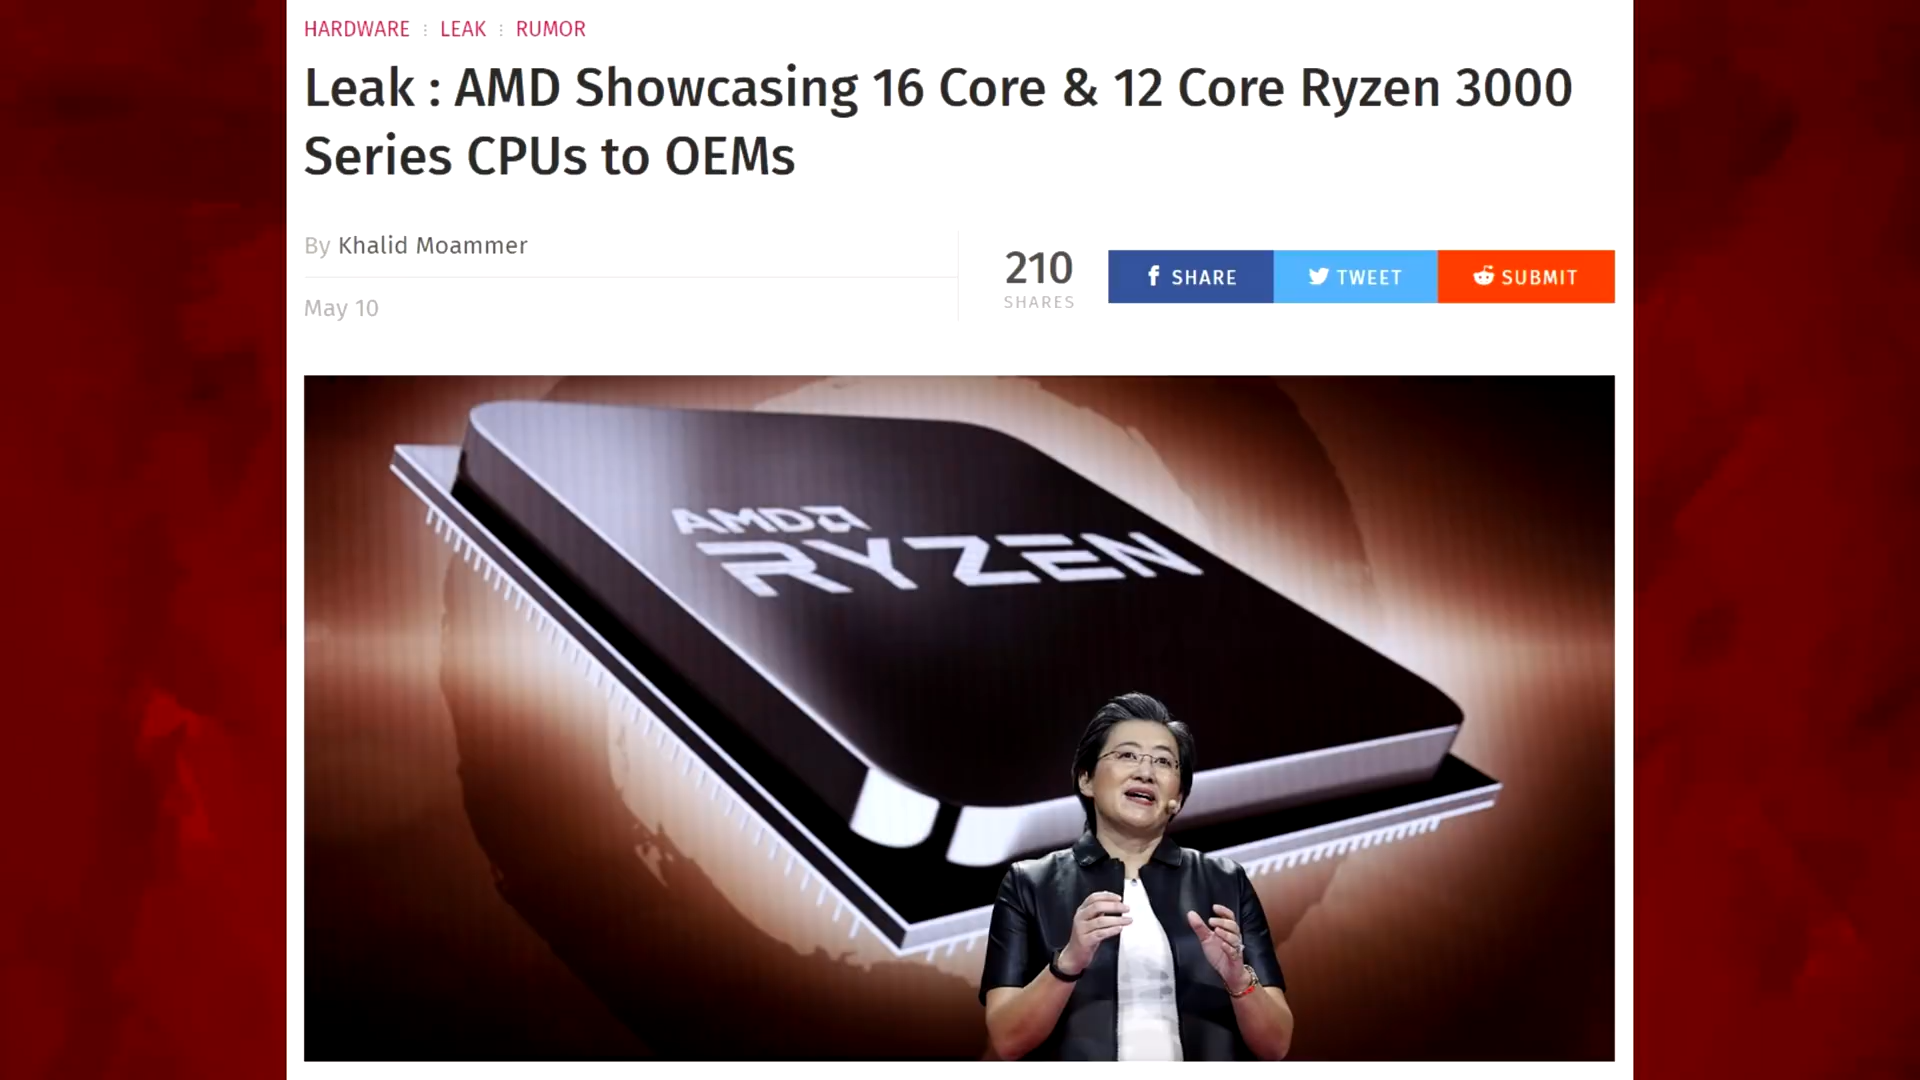 HARDWARE : LEAK : RUMOR
Leak : AMD Showcasing 16 Core & 12 Core Ryzen 3000
Series CPUs to OEMs
By Khalid Moammer
May 10
210
SHARES
SHARE
TWEET
SUBMIT
AMD
RYZEN